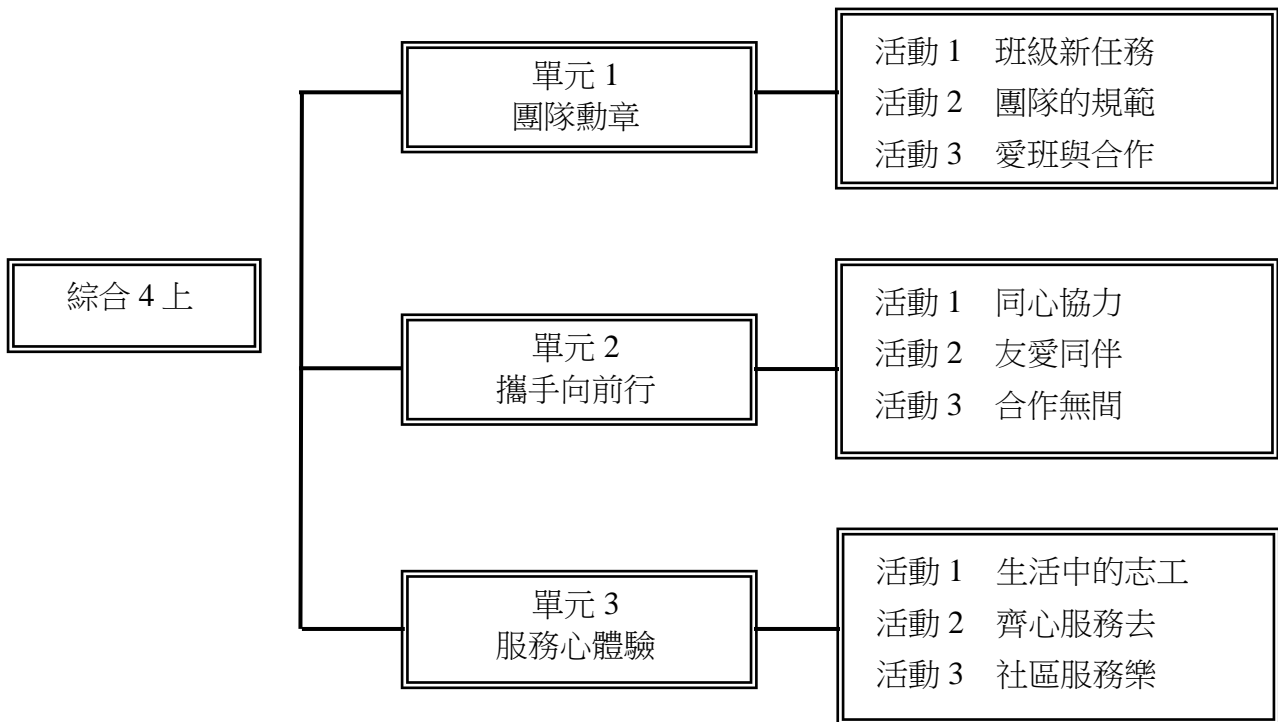 綜合 4 上
單元 1
團隊勳章
活動 1 班級新任務
活動 2 團隊的規範
活動 3 愛班與合作
單元 2
攜手向前行
活動 1 同心協力
活動 2 友愛同伴
活動 3 合作無間
單元 3
服務心體驗
活動 1 生活中的志工
活動 2 齊心服務去
活動 3 社區服務樂